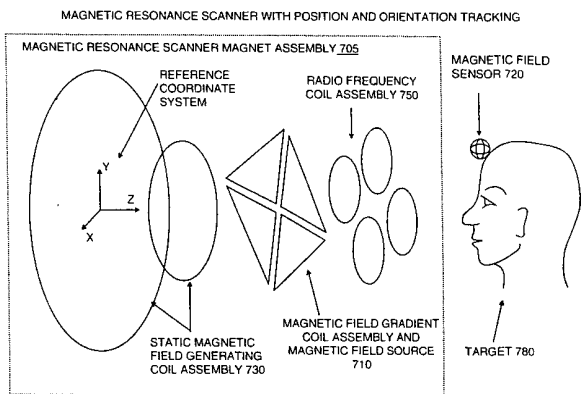 MAGNETIC RESONANCE SCANNER WITH POSITION AND ORIENTATION TRACKING
MAGNETIC RESONANCE SCANNER MAGNET ASSEMBLY 705
REFERENCE
COORDINATE
SYSTEM
RADIO FREQUENCY
COIL ASSEMBLY 750
MAGNETIC FIELD
SENSOR 720
Y
Z
X
STATIC MAGNETIC
FIELD GENERATING
COIL ASSEMBLY 730
MAGNETIC FIELD GRADIENT
COIL ASSEMBLY AND
MAGNETIC FIELD SOURCE
710
TARGET 780